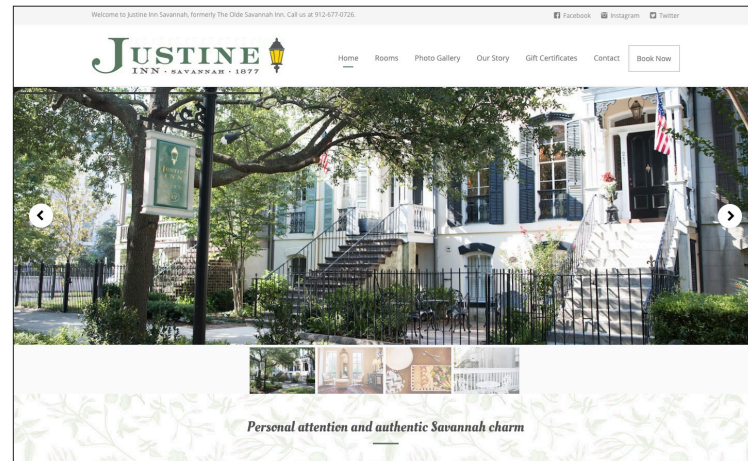 Welcome to Justine Inn Savannah, formerly The Olde Savannah Inn. Call us at 912-677-0726.
Facebook Instagram Twitter
JUSTINE
INN · SAVANNAH · 1877
Home Rooms Photo Gallery Our Story Gift Certificates Contact Book Now
JUSTINE
INN
Personal attention and authentic Savannah charm